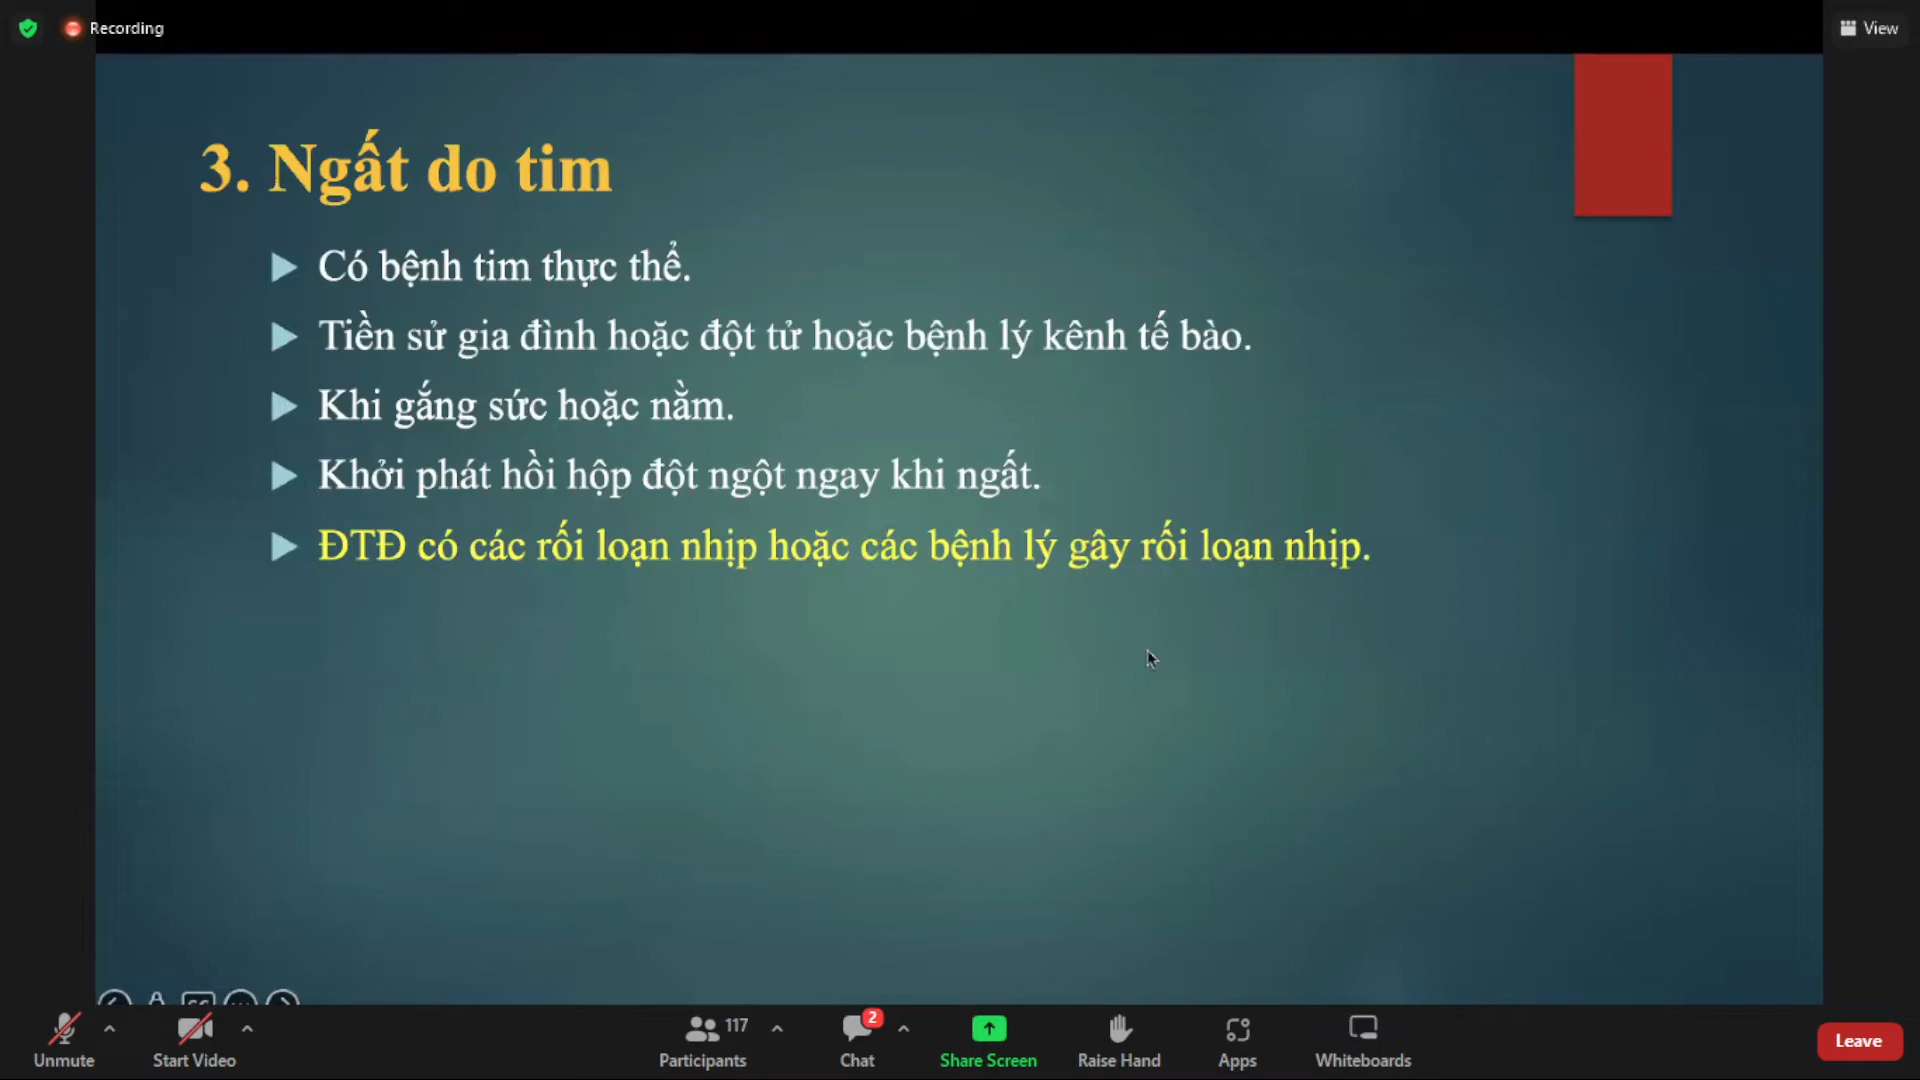 Recording
View
3. Ngất do tim
Có bệnh tim thực thể.
Tiền sử gia đình hoặc đột tử hoặc bệnh lý kênh tế bào.
Khi gắng sức hoặc nằm.
Khởi phát hồi hộp đột ngột ngay khi ngất.
ĐTĐ có các rối loạn nhịp hoặc các bệnh lý gây rối loạn nhịp.
Unmute
Start Video
117
Participants
2
Chat
Share Screen
Raise Hand
Apps
Whiteboards
Leave